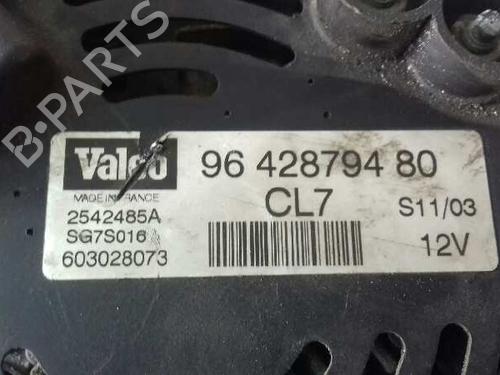 B-PARTS
Valeo
96 428794 80
MADE IN FRANCE
CL7
S11/03
2542485A
SG7S016
12V
603028073